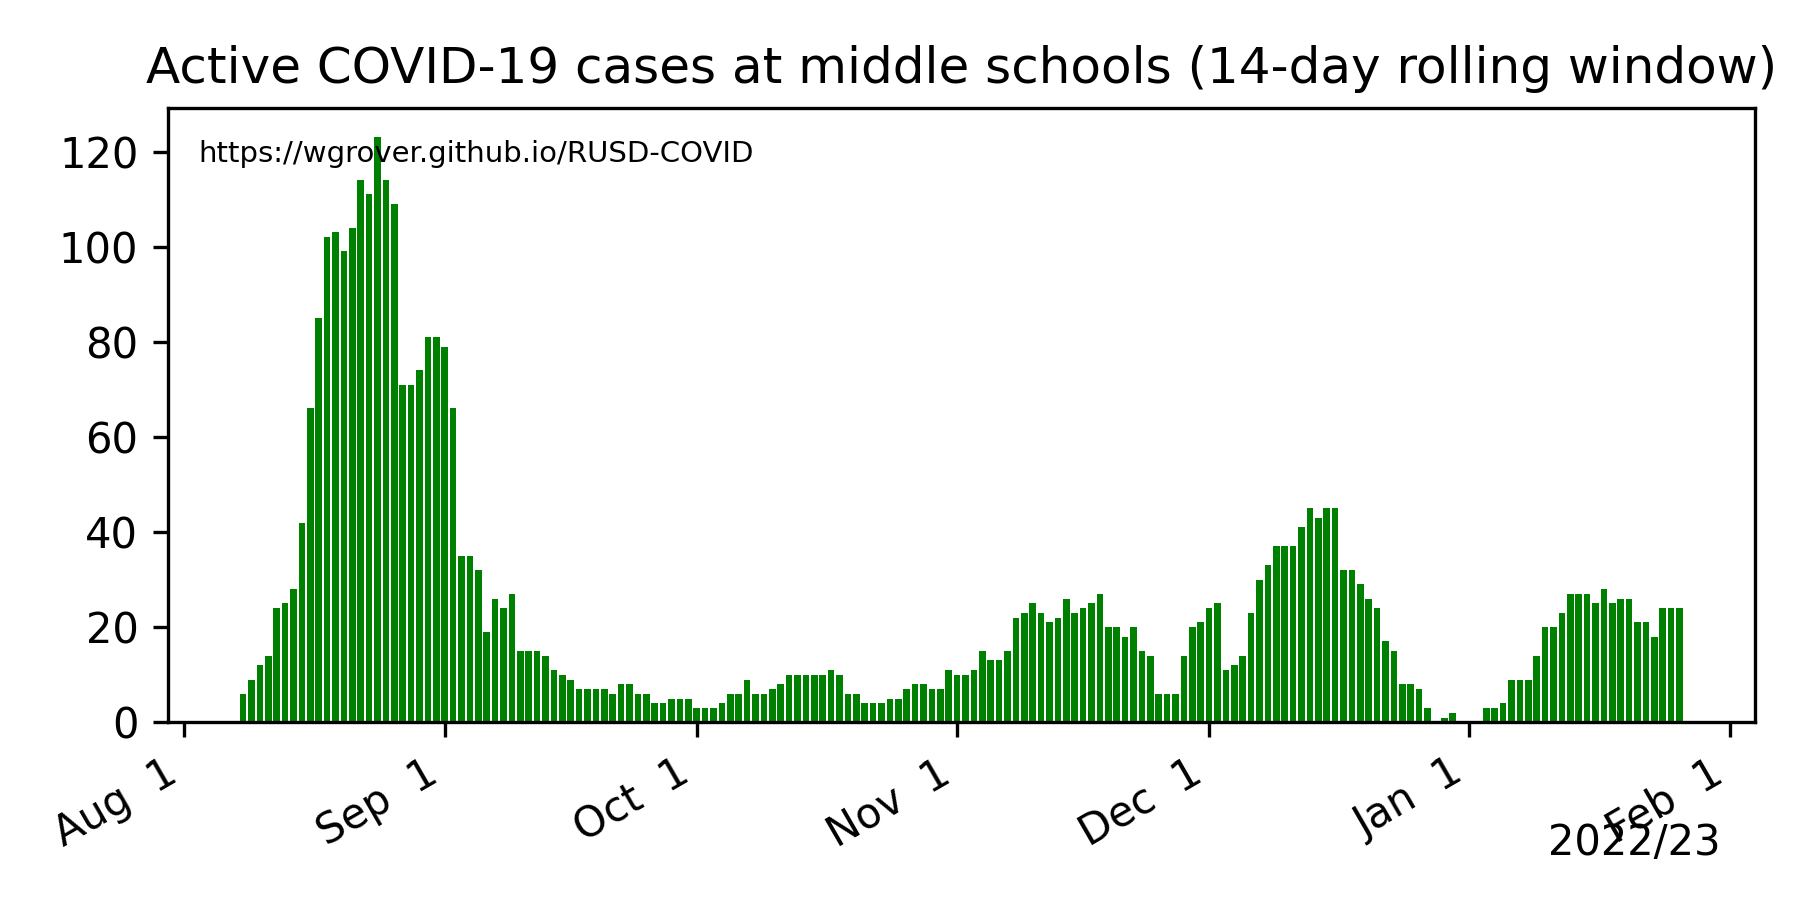 Active COVID-19 cases at middle schools (14-day rolling window)
https://wgrover.github.io/RUSD-COVID
120
100
80
60
40
20
0
Aug 1
Sep 1
Oct 1
Nov 1
Dec 1
Jan 1
Feb 1
2022/23